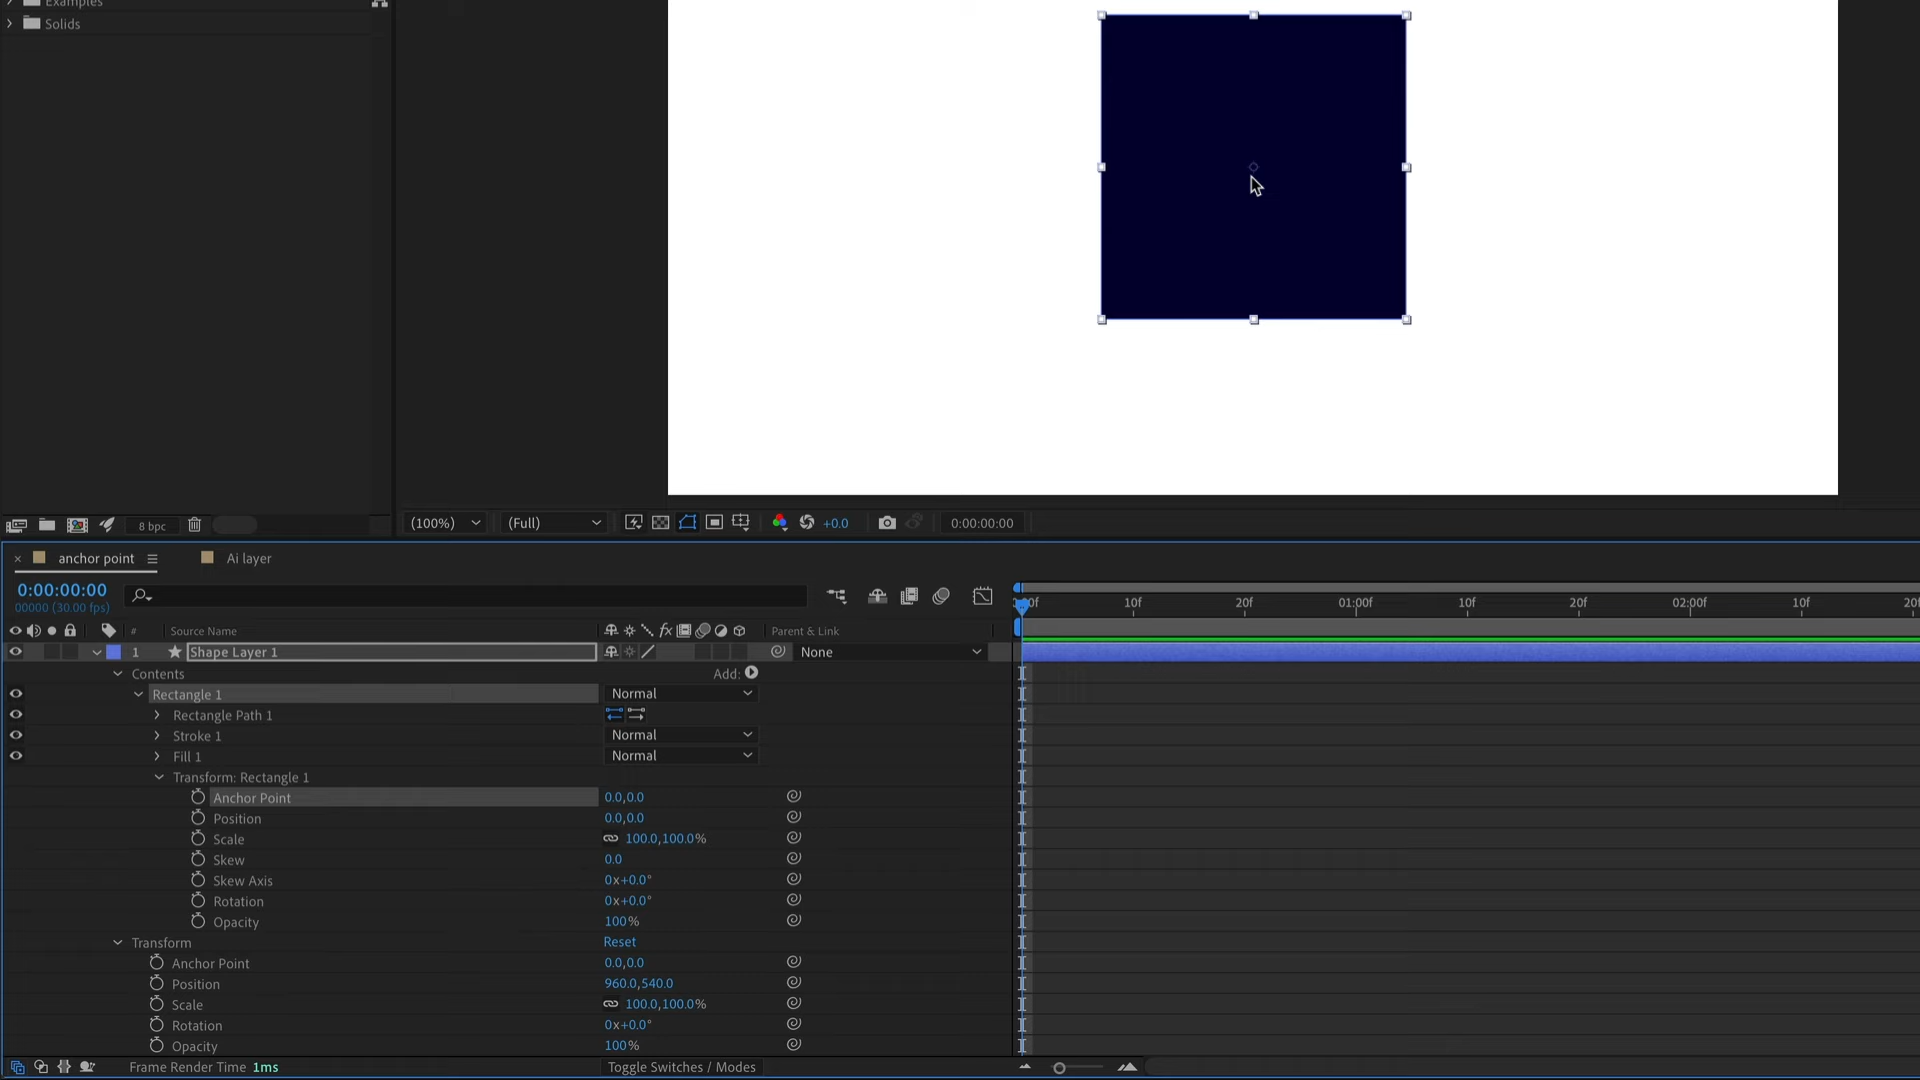 Examples
Solids
8 bpc
(100%)
(Full)
+0.0
0:00:00:00
× anchor point
Ai layer
0:00:00:00
00000 (30.00 fps)
# Source Name
fx
Parent & Link
10f
20f
01:00f
10f
20f
02:00f
10f
1 Shape Layer 1
None
Contents
Add:
Rectangle 1
Normal
Rectangle Path 1
Stroke 1
Normal
Fill 1
Normal
Transform: Rectangle 1
Anchor Point
0.0,0.0
Position
0.0,0.0
Scale
100.0,100.0%
Skew
0.0
Skew Axis
0x+0.0°
Rotation
0x+0.0°
Opacity
100%
Transform
Reset
Anchor Point
0.0,0.0
Position
960.0,540.0
Scale
100.0,100.0%
Rotation
0x+0.0°
Opacity
100%
Frame Render Time 1ms
Toggle Switches / Modes